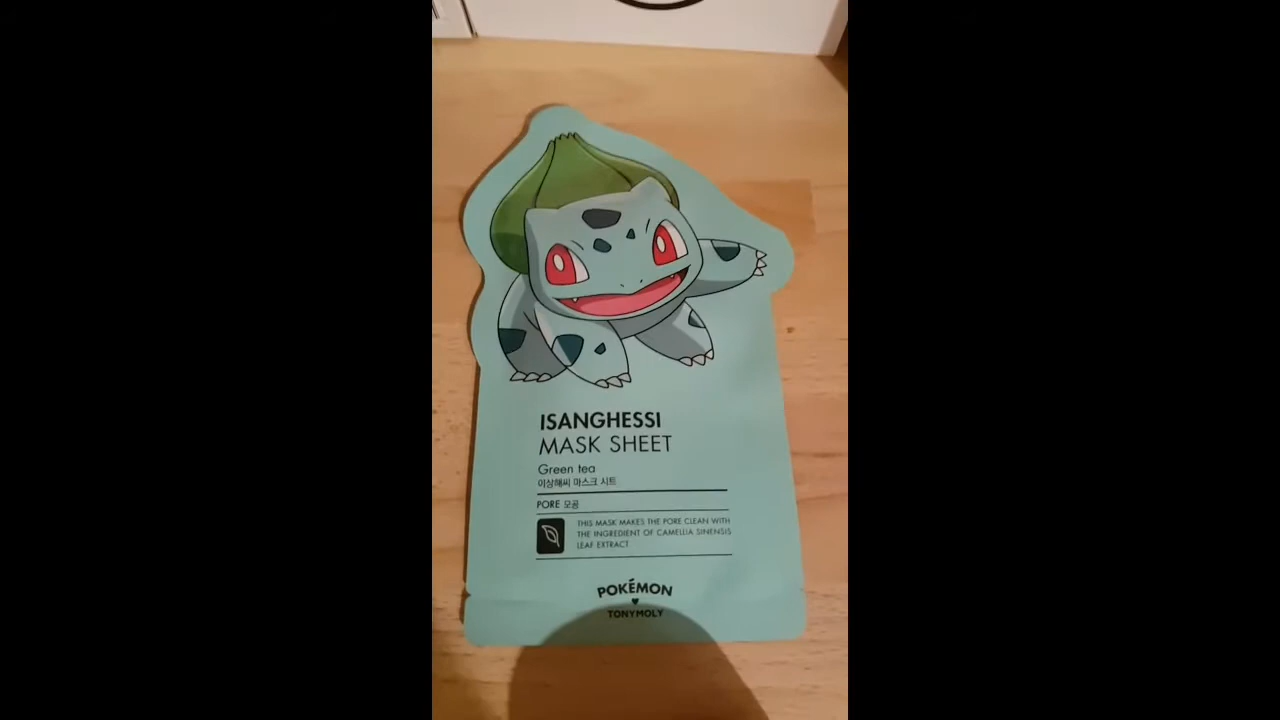 ISANGHESSI
MASK SHEET
Green tea
이상해씨 마스크 시트
PORE 모공
THIS MASK MAKES THE PORE CLEAN WITH
THE INGREDIENT OF CAMELLIA SINENSIS
LEAF EXTRACT
POKÉMON
TONYMOLY